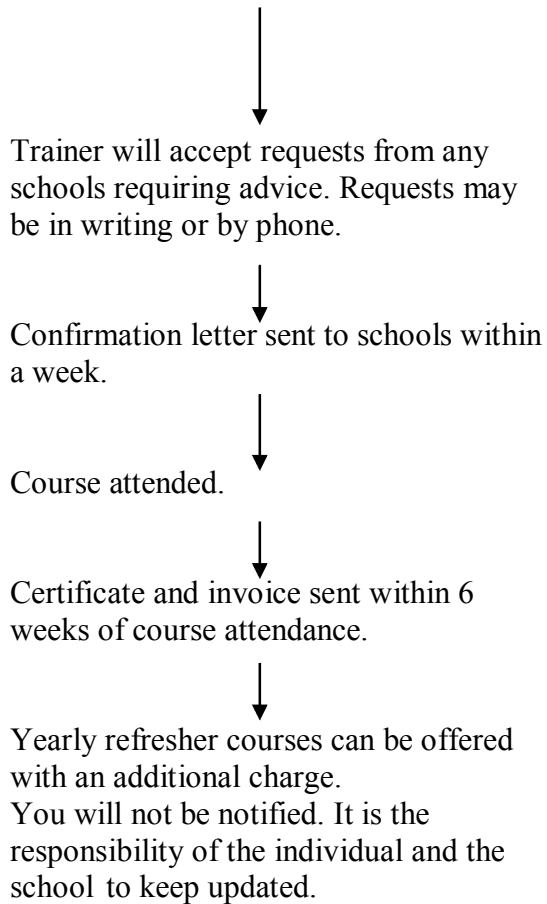 Trainer will accept requests from any
schools requiring advice. Requests may
be in writing or by phone.
Confirmation letter sent to schools within
a week.
Course attended.
Certificate and invoice sent within 6
weeks of course attendance.
Yearly refresher courses can be offered
with an additional charge.
You will not be notified. It is the
responsibility of the individual and the
school to keep updated.